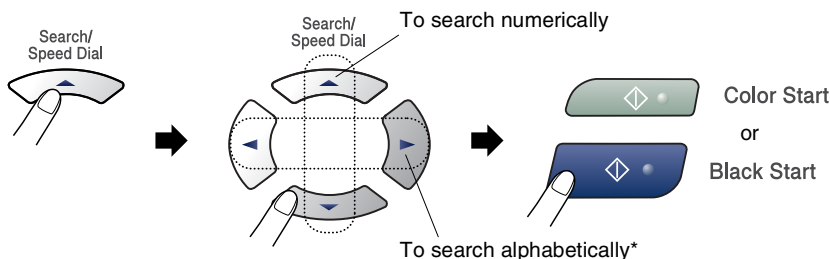 Search/
Speed Dial
Search/
Speed Dial
To search numerically
To search alphabetically*
Color Start
or
Black Start